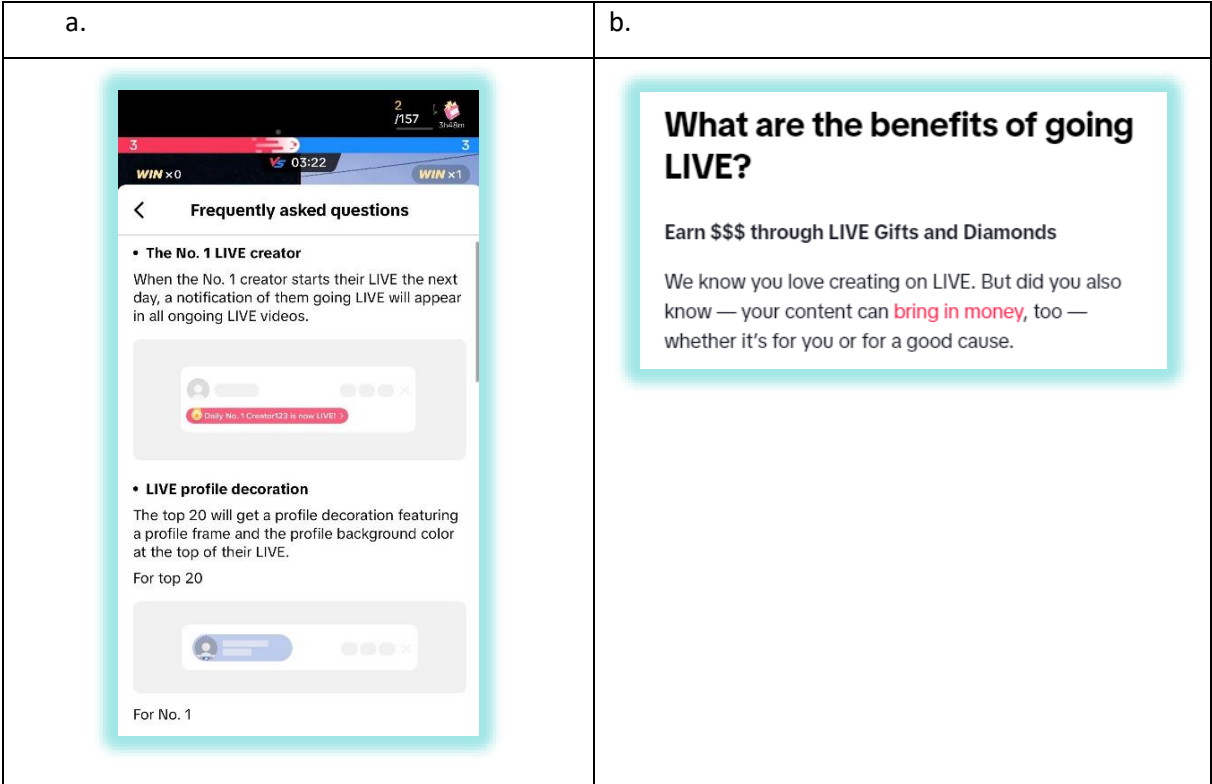 a.
b.
2
/157
3h48m
3
3
VS 03:22
WIN ×0
WIN ×1
Frequently asked questions
• The No. 1 LIVE creator
When the No. 1 creator starts their LIVE the next
day, a notification of them going LIVE will appear
in all ongoing LIVE videos.
Daily No. 1 Creator123 is now LIVE!
• LIVE profile decoration
The top 20 will get a profile decoration featuring
a profile frame and the profile background color
at the top of their LIVE.
For top 20
For No. 1
What are the benefits of going
LIVE?
Earn $$$ through LIVE Gifts and Diamonds
We know you love creating on LIVE. But did you also
know — your content can bring in money, too —
whether it's for you or for a good cause.